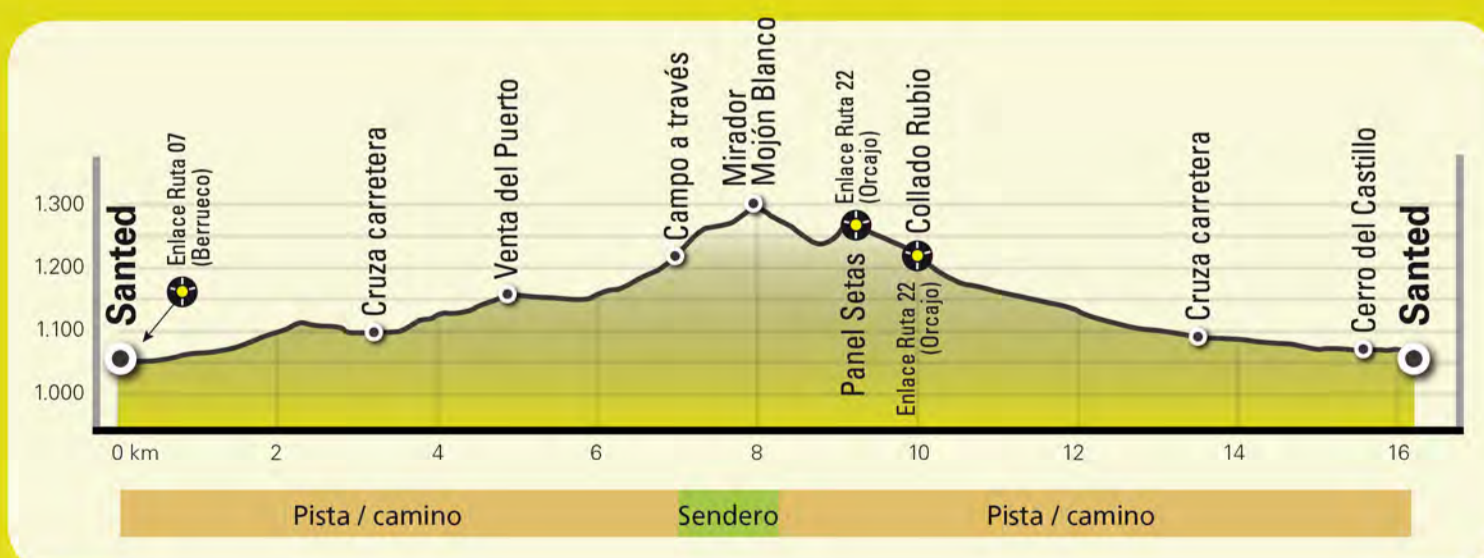 Santed
Enlace Ruta 07
(Berrueco)
Cruza carretera
Venta del Puerto
Campo a través
Mirador
Mojón Blanco
Panel Setas
Enlace Ruta 22
(Orcajo)
Collado Rubio
Enlace Ruta 22
(Orcajo)
Cruza carretera
Cerro del Castillo
Santed
1.300
1.200
1.100
1.000
0 km 2 4 6 8 10 12 14 16
Pista / camino Sendero Pista / camino